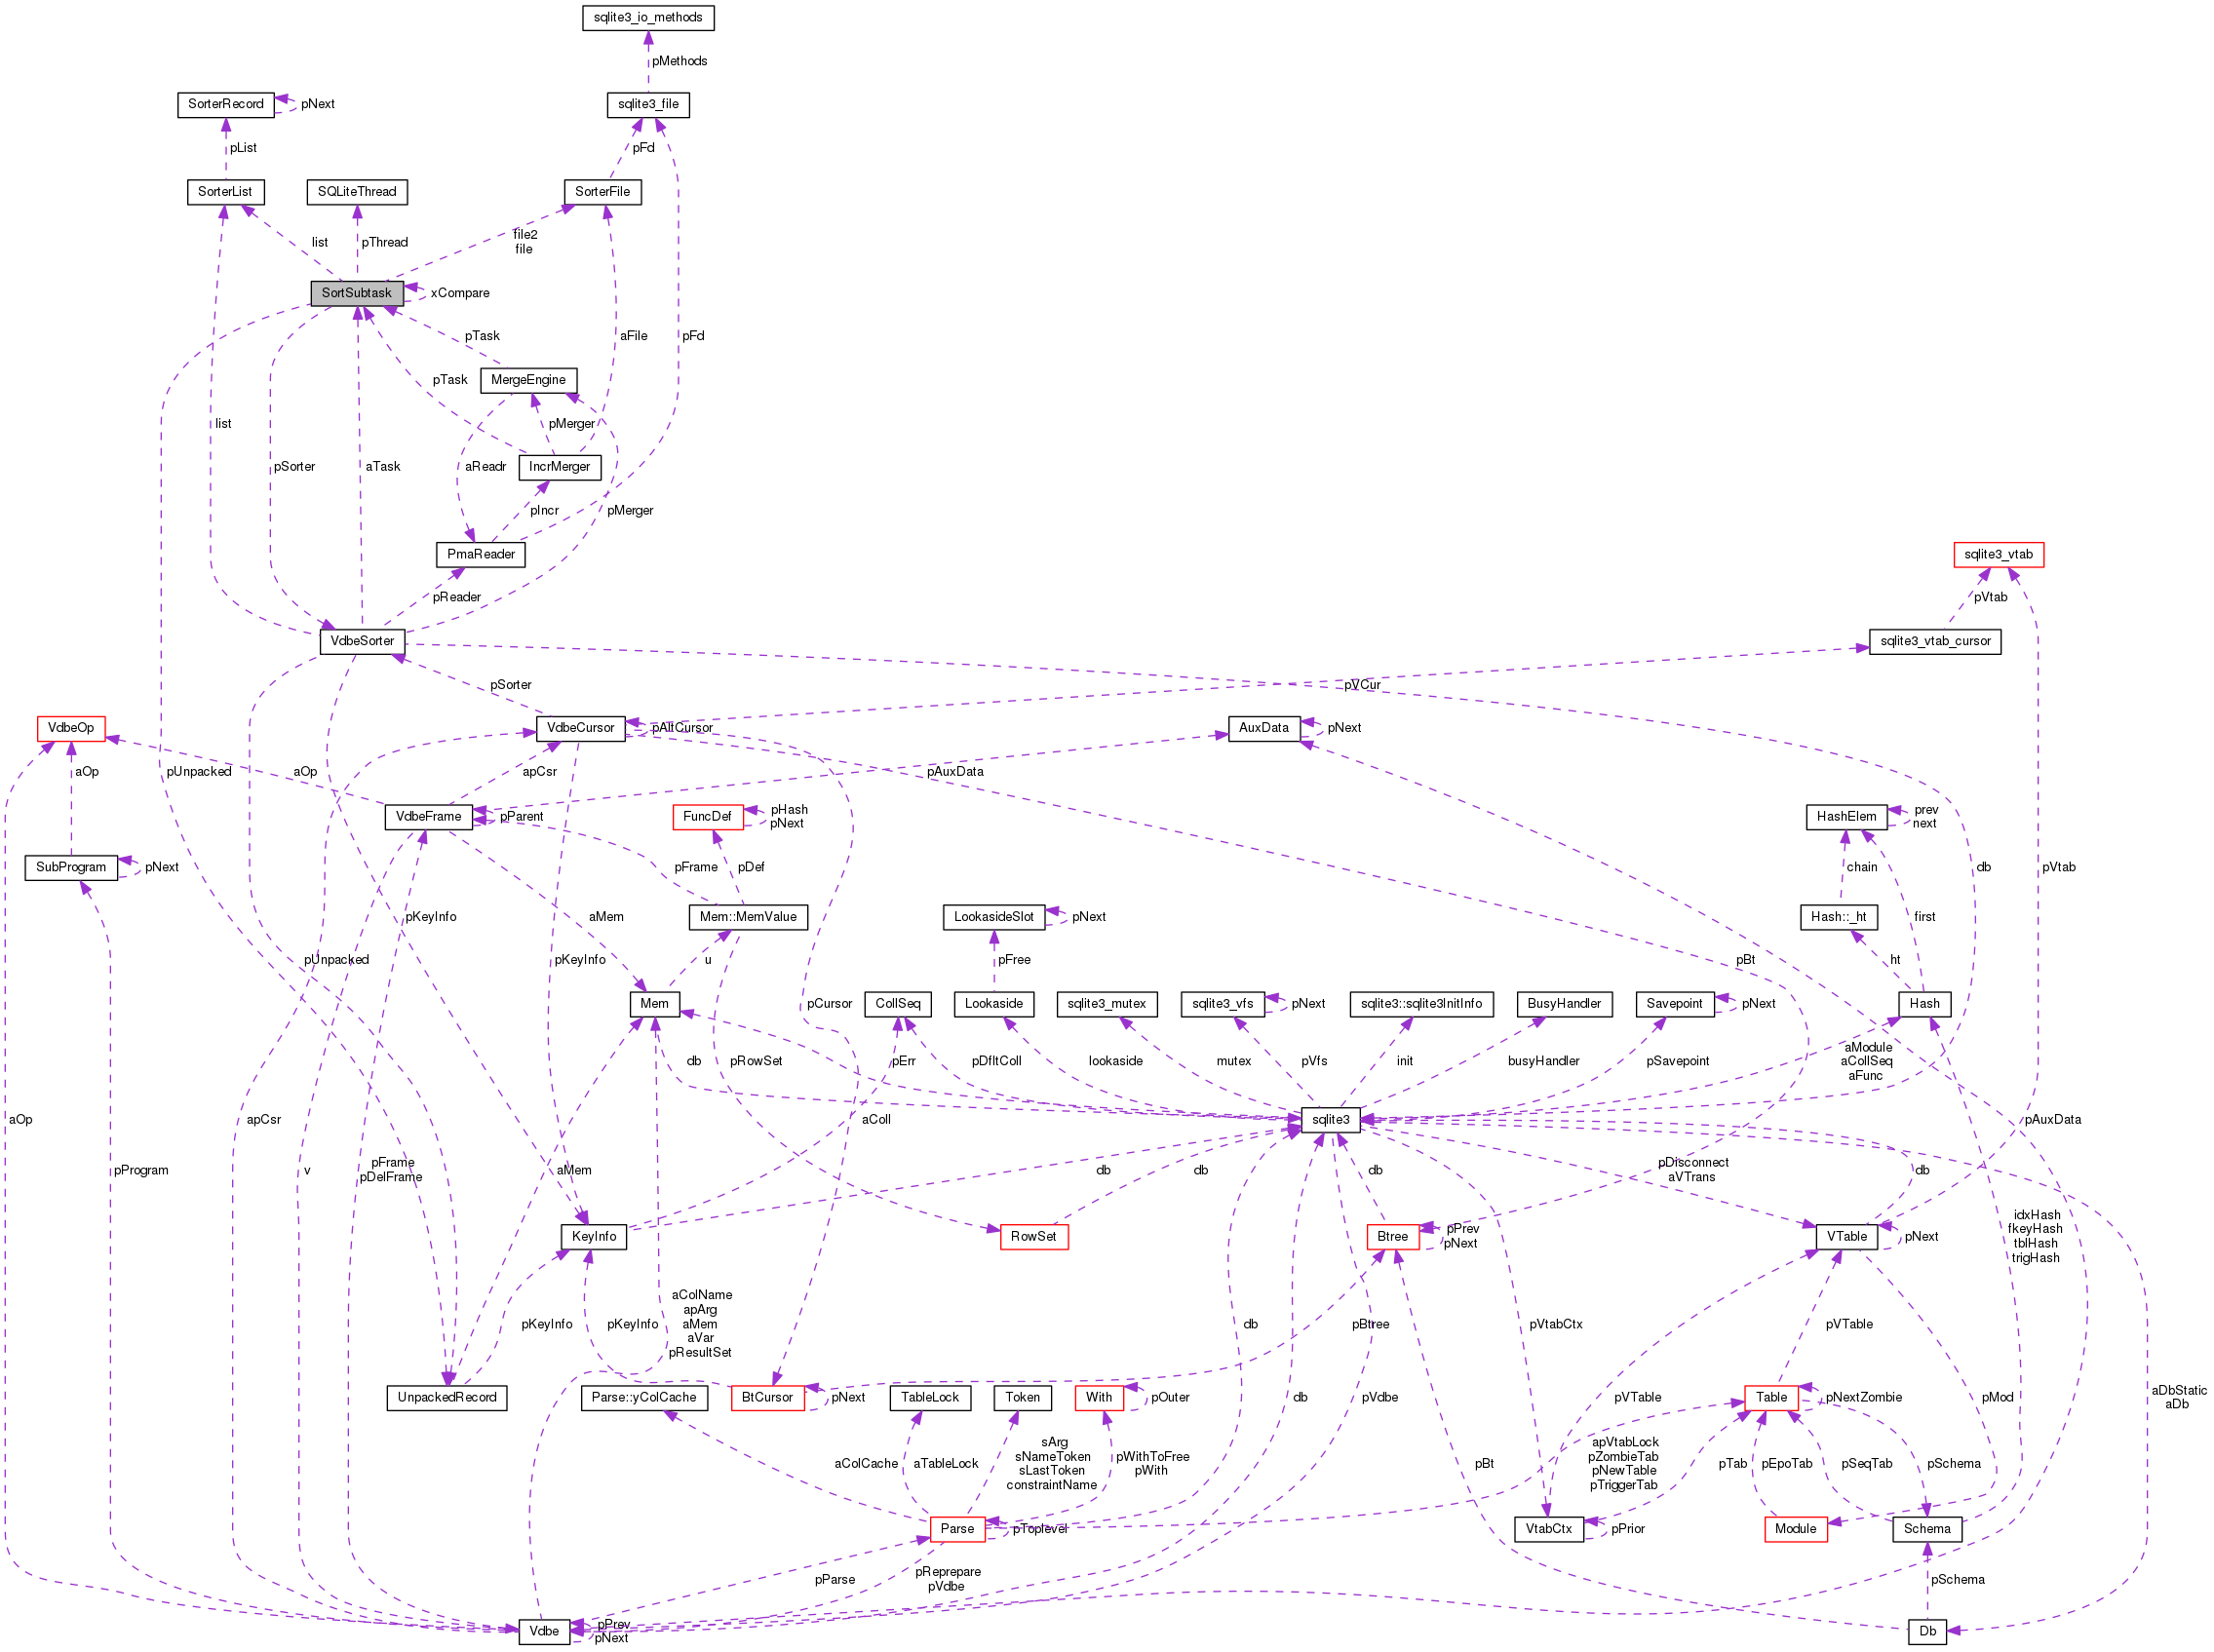 sqlite3_io_methods
pMethods
SorterRecord
pNext
sqlite3_file
pList
pFd
SorterList
SQLiteThread
SorterFile
list
pThread
file2
file
SortSubtask
xCompare
pTask
aFile
pFd
MergeEngine
pTask
list
pMerger
pSorter
aTask
aReadr
IncrMerger
pIncr
pMerger
PmaReader
sqlite3_vtab
pReader
pVtab
VdbeSorter
sqlite3_vtab_cursor
pSorter
pVCur
VdbeOp
VdbeCursor
pAltCursor
AuxData
pNext
pUnpacked
aOp
aOp
apCsr
pAuxData
VdbeFrame
pParent
FuncDef
pHash
pNext
HashElem
prev
next
SubProgram
pNext
pFrame
pDef
chain
db
pVtab
pKeyInfo
aMem
Mem::MemValue
LookasideSlot
pNext
Hash::_ht
first
pUnpacked
pKeyInfo
u
pFree
pBt
ht
Mem
pCursor
CollSeq
Lookaside
sqlite3_mutex
sqlite3_vfs
pNext
sqlite3::sqlite3InitInfo
BusyHandler
Savepoint
pNext
Hash
db
pRowSet
pErr
pDfltColl
lookaside
mutex
pVfs
init
busyHandler
pSavepoint
aModule
aCollSeq
aFunc
aOp
apCsr
aColl
sqlite3
pAuxData
pProgram
v
pFrame
pDelFrame
aMem
db
db
db
pDisconnect
aVTrans
db
KeyInfo
RowSet
Btree
pPrev
pNext
VTable
pNext
idxHash
fkeyHash
tblHash
trigHash
pKeyInfo
pKeyInfo
aColName
apArg
aMem
aVar
pResultSet
db
pBtree
pVtabCtx
pVTable
UnpackedRecord
Parse::yColCache
BtCursor
pNext
TableLock
Token
With
pOuter
db
pVdbe
pVTable
Table
pNextZombie
pMod
aDbStatic
aDb
aColCache
aTableLock
sArg
sNameToken
sLastToken
constraintName
pWithToFree
pWith
pBt
apVtabLock
pZombieTab
pNewTable
pTriggerTab
pTab
pEpoTab
pSeqTab
pSchema
Parse
pToplevel
VtabCtx
pPrior
Module
Schema
pParse
pReprepare
pVdbe
pSchema
Vdbe
pPrev
pNext
Db